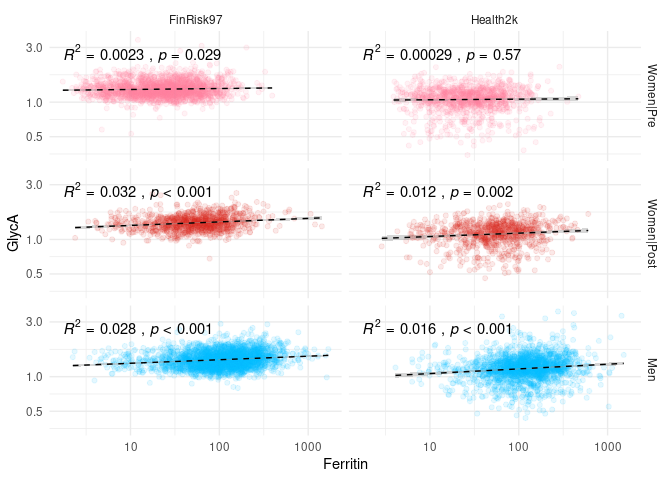 FinRisk97 Health2k
R² = 0.0023 , p = 0.029
R² = 0.00029 , p = 0.57
3.0
1.0
0.5
Women|Pre
R² = 0.032 , p < 0.001
R² = 0.012 , p = 0.002
3.0
1.0
0.5
Women|Post
R² = 0.028 , p < 0.001
R² = 0.016 , p < 0.001
3.0
1.0
0.5
Men
GlycA
10 100 1000 10 100 1000
Ferritin